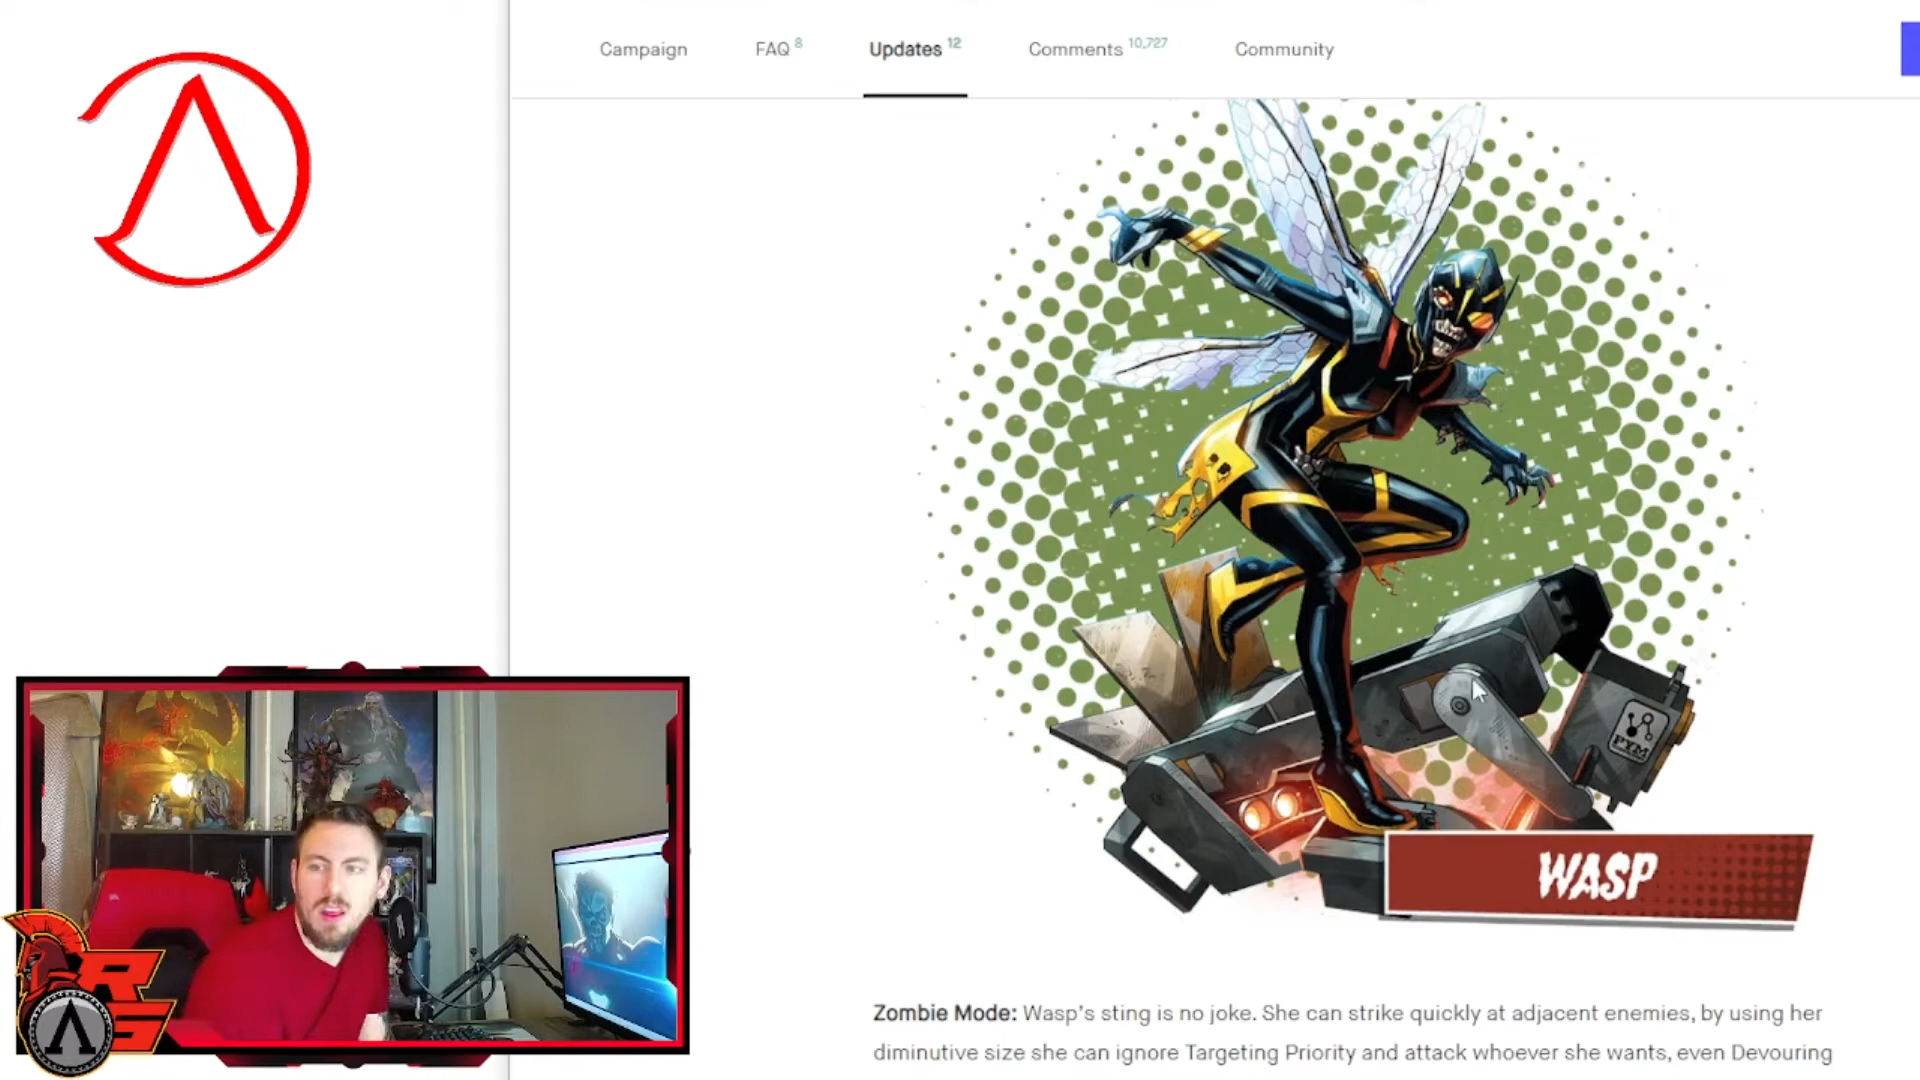 Campaign
FAQ 8
Updates 12
Comments 10,727
Community
PYM
WASP
Zombie Mode: Wasp's sting is no joke. She can strike quickly at adjacent enemies, by using her
diminutive size she can ignore Targeting Priority and attack whoever she wants, even Devouring
RG